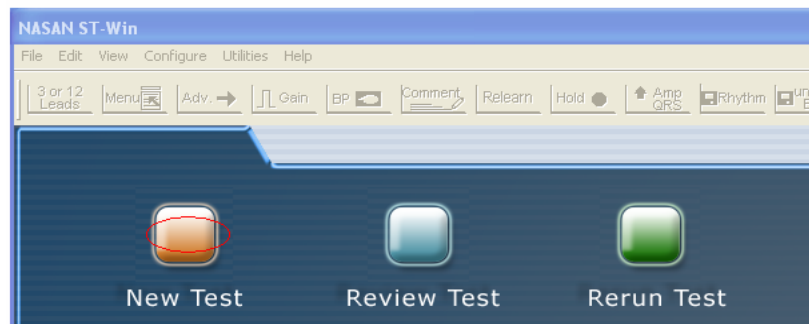 NASAN ST-Win
File Edit View Configure Utilities Help
3 or 12 Leads Menu Adv. Gain BP Comment Relearn Hold Amp QRS Rhythm
New Test Review Test Rerun Test